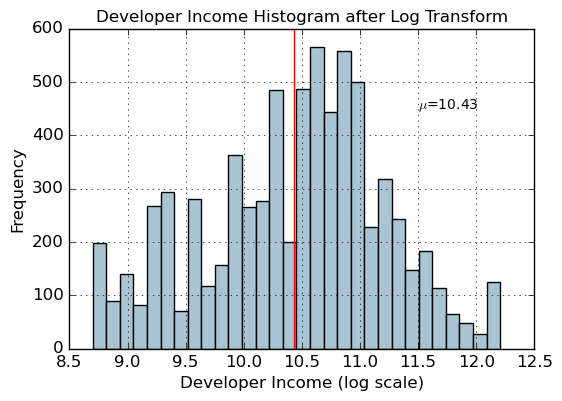 Developer Income Histogram after Log Transform
600
500
400
300
200
100
0
Frequency
μ=10.43
8.5 9.0 9.5 10.0 10.5 11.0 11.5 12.0 12.5
Developer Income (log scale)